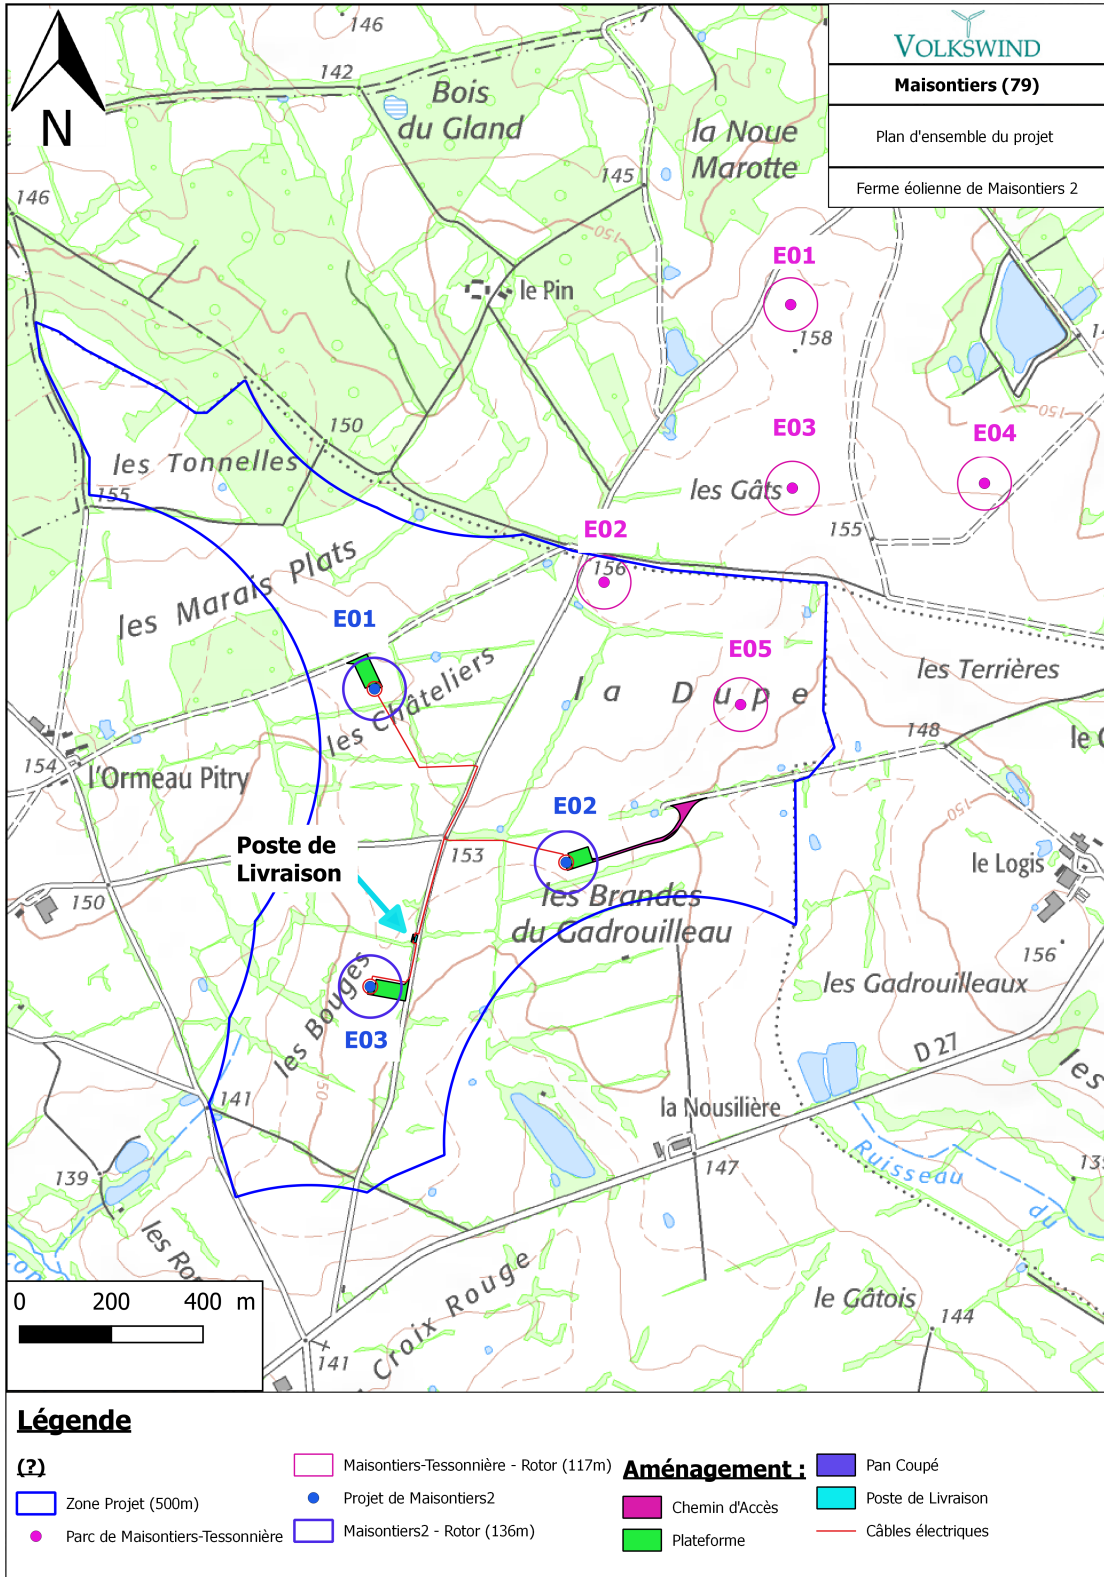 VOLKSWIND
Maisontiers (79)
Plan d'ensemble du projet
Ferme éolienne de Maisontiers 2
N
146
142
Bois
du Gland
la Noue
Marotte
145
146
150
E01
le Pin
158
150
E03
E04
150
les Tonnelles
les Gâts
155
E02
155
156
les Marais Plats
E01
E05
les Terrières
la Dupe
les Châteliers
148
154
l'Ormeau Pitry
E02
150
Poste de
Livraison
153
le Logis
150
les Brandes
du Gadrouilleau
156
les Bouges
les Gadrouilleaux
E03
D 27
150
141
la Nousilière
147
139
Ruisseau
du
Croix Rouge
le Gâtois
144
141
0 200 400 m
Légende
(?)
Zone Projet (500m)
Parc de Maisontiers-Tessonnière
Maisontiers-Tessonnière - Rotor (117m)
Projet de Maisontiers2
Maisontiers2 - Rotor (136m)
Aménagement :
Chemin d'Accès
Plateforme
Pan Coupé
Poste de Livraison
Câbles électriques